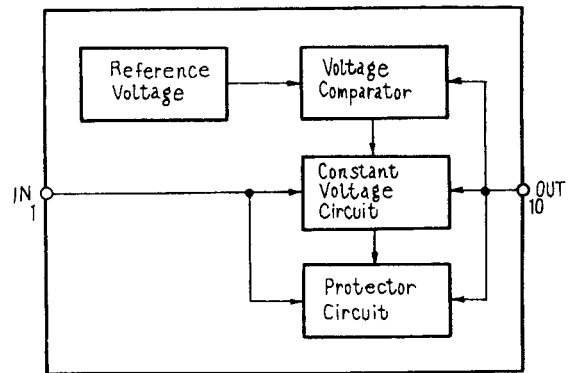 Reference
Voltage
Voltage
Comparator
IN
1
Constant
Voltage
Circuit
OUT
10
Protector
Circuit